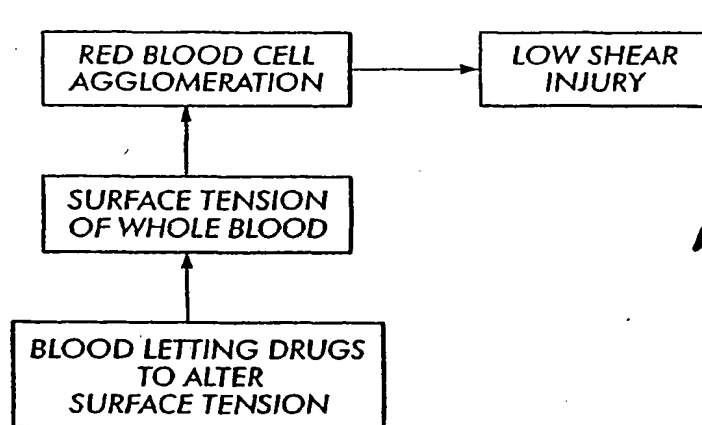 RED BLOOD CELL
AGGLOMERATION
LOW SHEAR
INJURY
SURFACE TENSION
OF WHOLE BLOOD
BLOOD LETTING DRUGS
TO ALTER
SURFACE TENSION